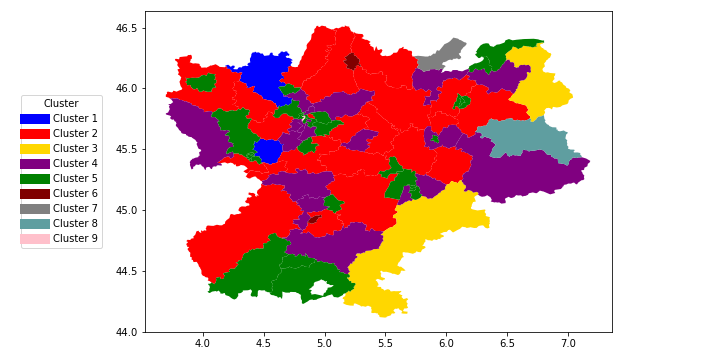 46.5
46.0
45.5
45.0
44.5
44.0
4.0 4.5 5.0 5.5 6.0 6.5 7.0
Cluster
Cluster 1
Cluster 2
Cluster 3
Cluster 4
Cluster 5
Cluster 6
Cluster 7
Cluster 8
Cluster 9